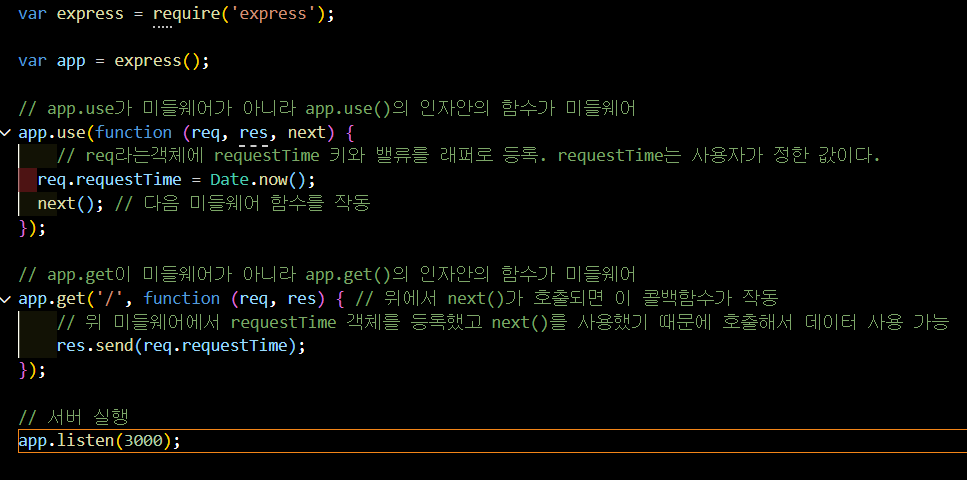 var express = require('express');
var app = express();
// app.use가 미들웨어가 아니라 app.use()의 인자안의 함수가 미들웨어
app.use(function (req, res, next) {
// req라는객체에 requestTime 키와 밸류를 래퍼로 등록. requestTime는 사용자가 정한 값이다.
req.requestTime = Date.now();
next(); // 다음 미들웨어 함수를 작동
});
// app.get이 미들웨어가 아니라 app.get()의 인자안의 함수가 미들웨어
app.get('/', function (req, res) { // 위에서 next()가 호출되면 이 콜백함수가 작동
// 위 미들웨어에서 requestTime 객체를 등록했고 next()를 사용했기 때문에 호출해서 데이터 사용 가능
res.send(req.requestTime);
});
// 서버 실행
app.listen(3000);